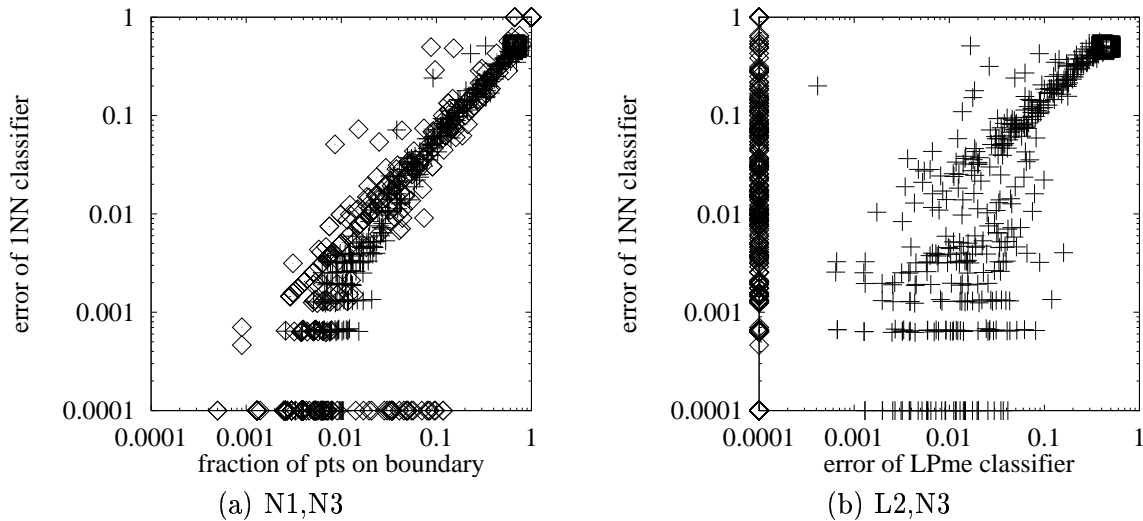 1
0.1
0.01
0.001
0.0001
error of 1NN classifier
0.0001 0.001 0.01 0.1 1
fraction of pts on boundary
(a) N1,N3
1
0.1
0.01
0.001
0.0001
error of 1NN classifier
0.0001 0.001 0.01 0.1 1
error of LPme classifier
(b) L2,N3